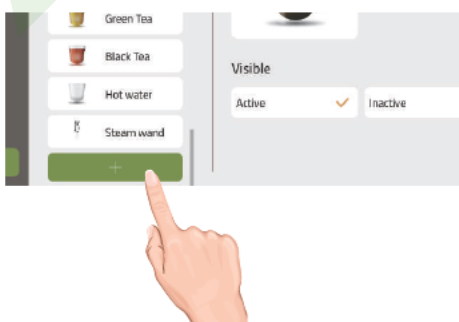 Green Tea
Black Tea
Hot water
Steam wand
+
Visible
Active
Inactive